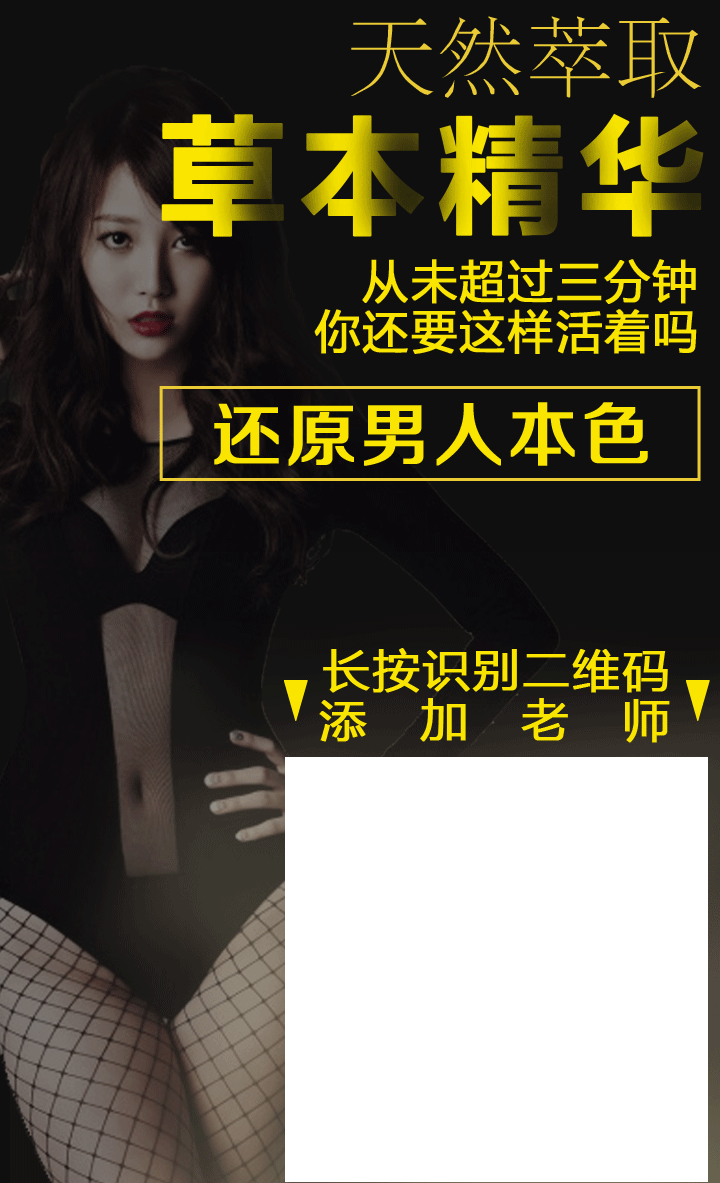 天然萃取
草本精华
从未超过三分钟
你还要这样活着吗
还原男人本色
长按识别二维码
添加老师